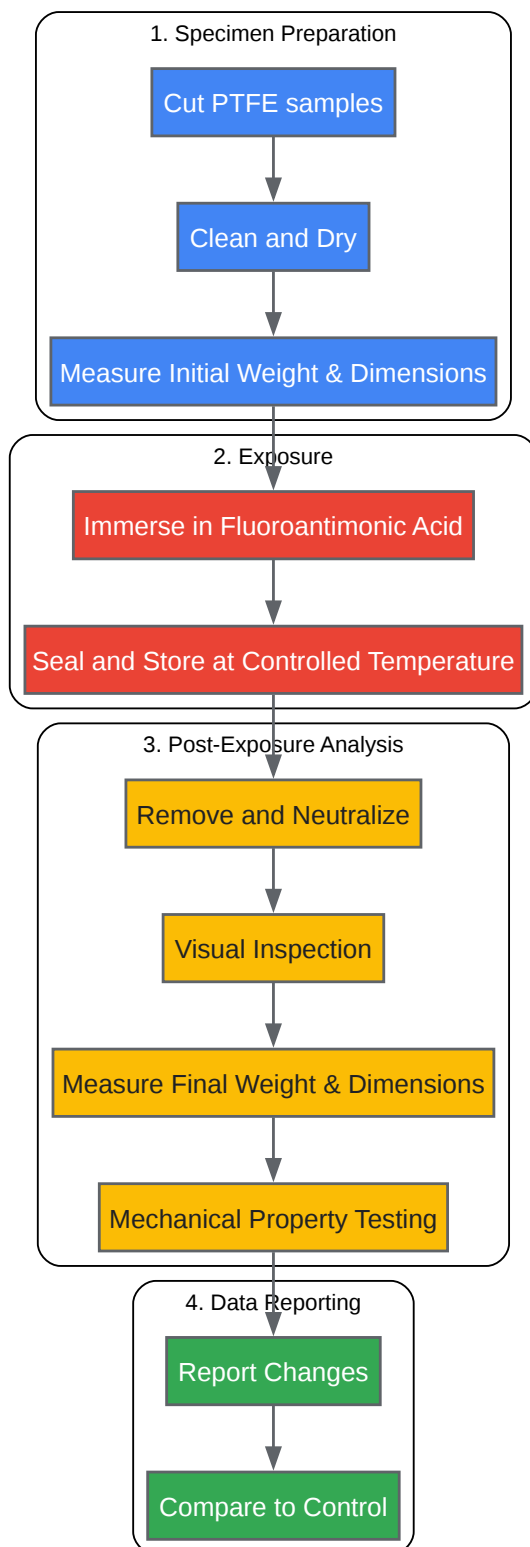 1. Specimen Preparation
Cut PTFE samples
Clean and Dry
Measure Initial Weight & Dimensions
2. Exposure
Immerse in Fluoroantimonic Acid
Seal and Store at Controlled Temperature
3. Post-Exposure Analysis
Remove and Neutralize
Visual Inspection
Measure Final Weight & Dimensions
Mechanical Property Testing
4. Data Reporting
Report Changes
Compare to Control